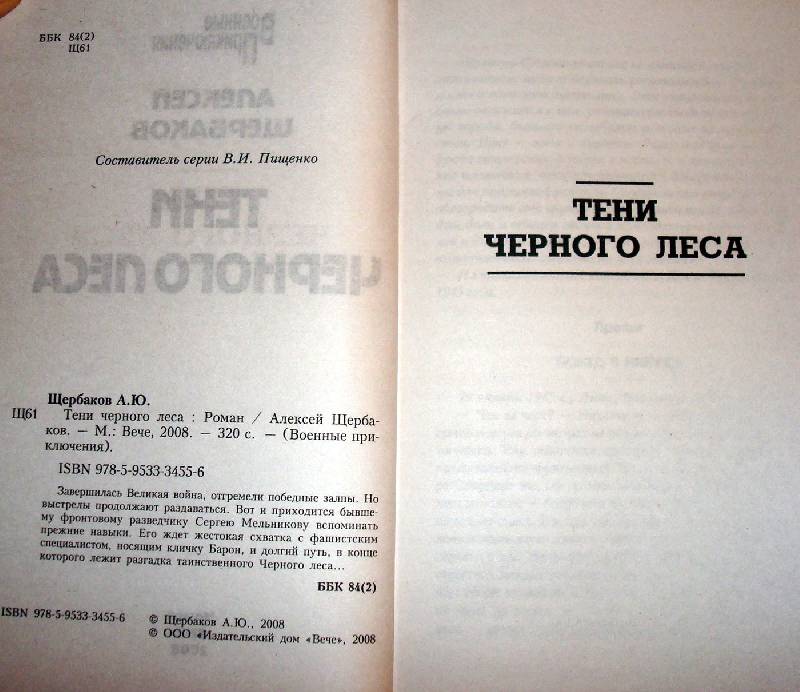 ББК 84(2)
Щ61
Составитель серии В.И. Пищенко
Щербаков А.Ю.
Щ61 Тени черного леса : Роман / Алексей Щерба-
ков. — М.: Вече, 2008. — 320 с. — (Военные при-
ключения).
ISBN 978-5-9533-3455-6
Завершилась Великая война, отгремели победные залпы. Но
выстрелы продолжают раздаваться. Вот и приходится бывше-
му фронтовому разведчику Сергею Мельникову вспоминать
прежние навыки. Его ждет жестокая схватка с фашистским
специалистом, носящим кличку Барон, и долгий путь, в конце
которого лежит разгадка таинственного Черного леса...
ББК 84(2)
ISBN 978-5-9533-3455-6
© Щербаков А.Ю., 2008
© ООО «Издательский дом «Вече», 2008
ТЕНИ
ЧЕРНОГО ЛЕСА